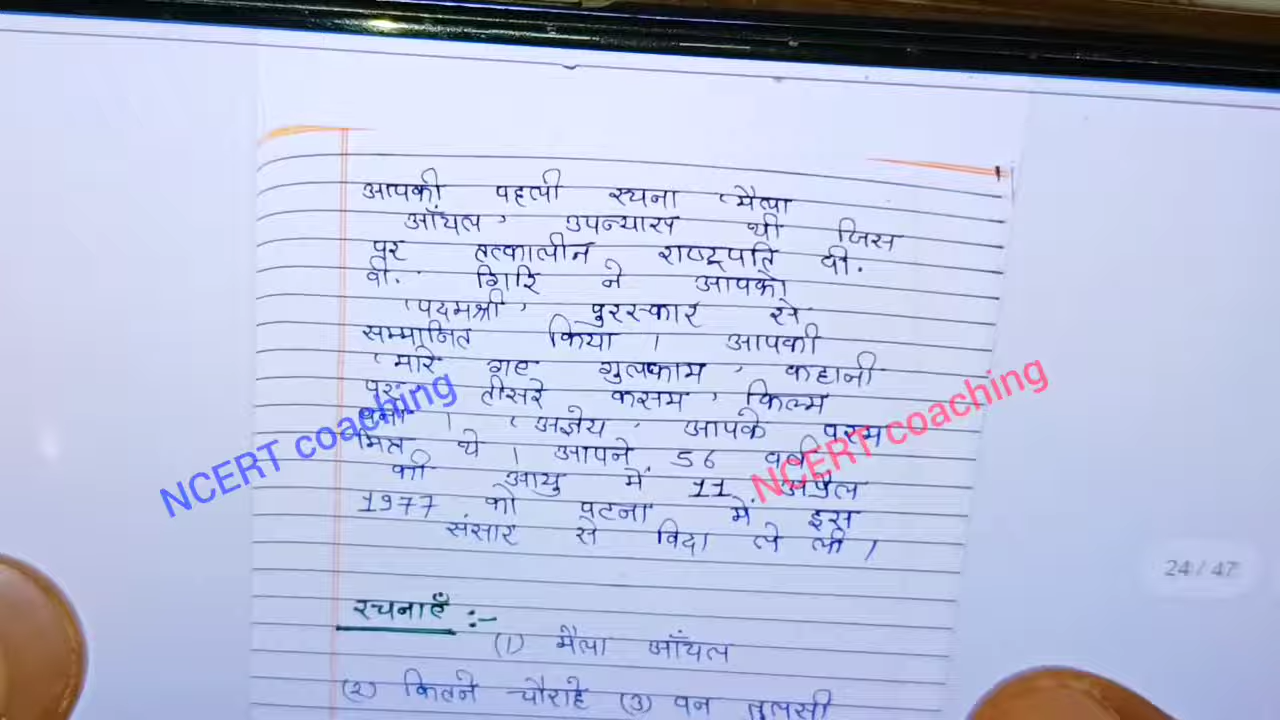 आपकी पहली रचना 'मैला
आँचल' उपन्यास थी जिस
पर तत्कालीन राष्ट्रपति वी.
वी. गिरि ने आपको
'पदमश्री' पुरस्कार से
सम्मानित किया। आपकी
'मारे गए गुलफाम' कहानी
पर तीसरे कसम' फिल्म
बनी। 'अज्ञेय' आपके परम
मित्र थे। आपने 56 वर्ष
की आयु में 11 अप्रैल
1977 को पटना में इस
संसार से विदा ले ली।
NCERT coaching
NCERT coaching
24 / 47
रचनाएँ :-
(1) मैला आँचल
(2) कितने चौराहे (3) वन तुलसी